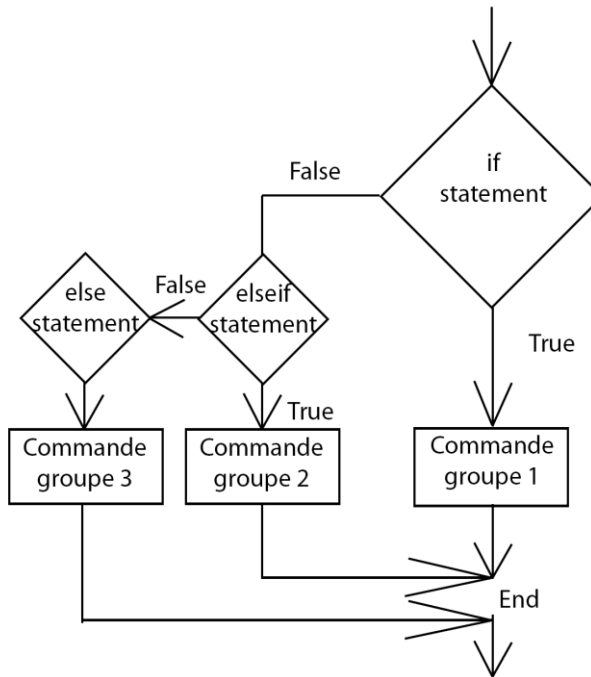 if
statement
False
else
statement
False
elseif
statement
True
True
Commande
groupe 3
Commande
groupe 2
Commande
groupe 1
End